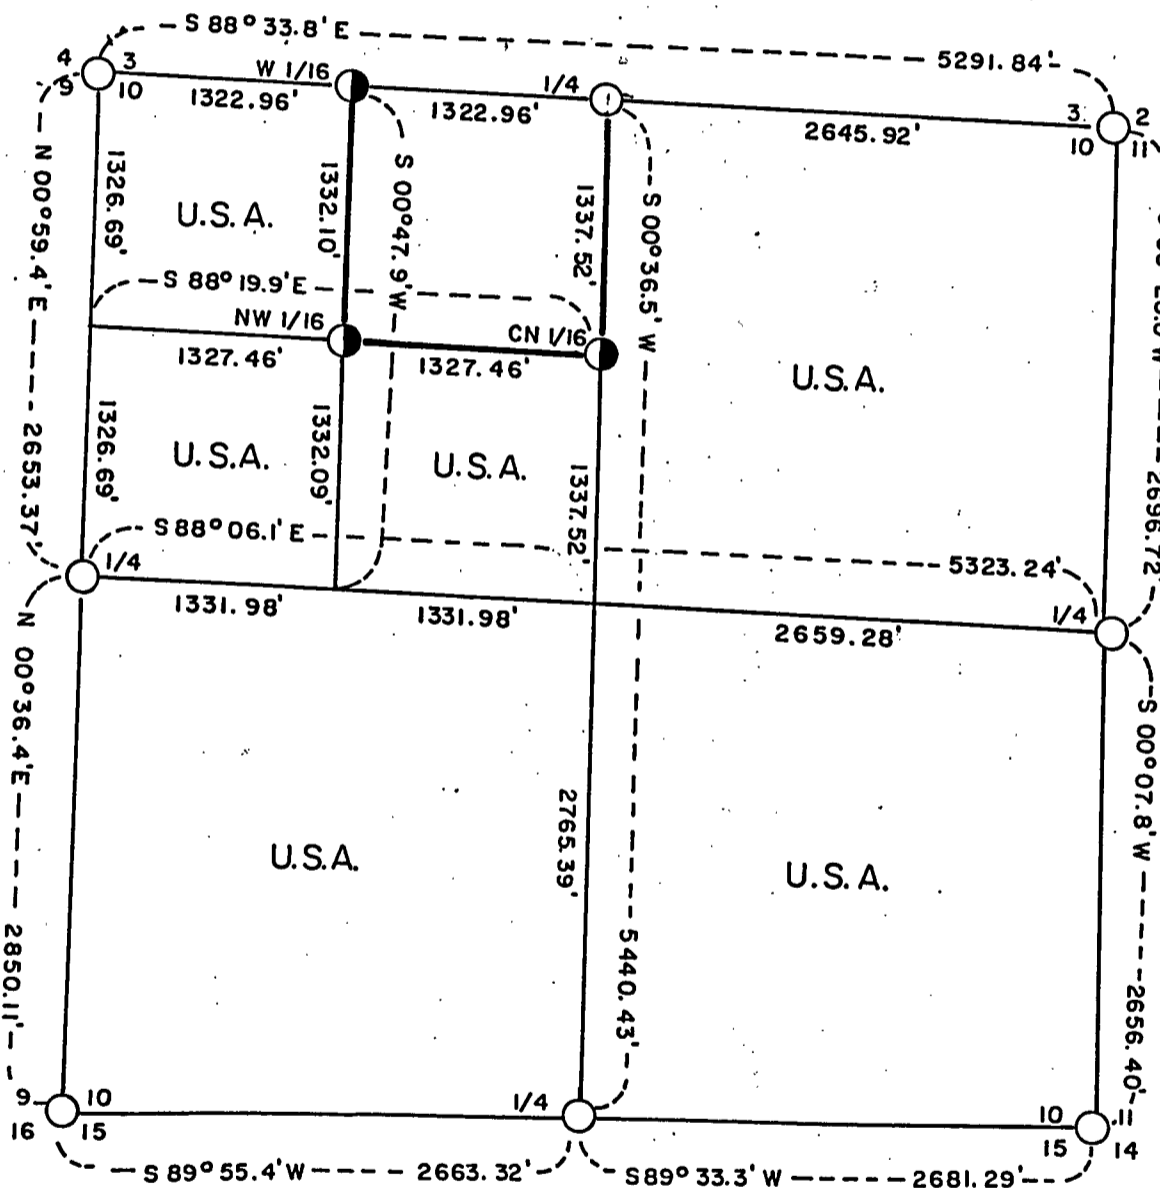 S 88° 33.8' E 5291.84'
4 3
9 10
W 1/16
1/4
3 2
10 11
1322.96' 1322.96' 2645.92'
N 00°59.4' E 2653.37'
1326.69'
1332.10'
S 00°47.9' W
1337.52'
S 00°36.5' W 5440.43'
2696.72'
U.S.A.
S 88° 19.9' E
NW 1/16
CN 1/16
1327.46' 1327.46'
U.S.A.
1326.69'
1332.09'
1337.52'
U.S.A.
U.S.A.
S 88° 06.1' E 5323.24'
1/4
1/4
1331.98' 1331.98' 2659.28'
N 00°36.4' E 2850.11'
2765.39'
S 00°07.8' W 2656.40'
U.S.A.
U.S.A.
9 10
16 15
1/4
10 11
15 14
S 89° 55.4' W 2663.32'
S 89° 33.3' W 2681.29'